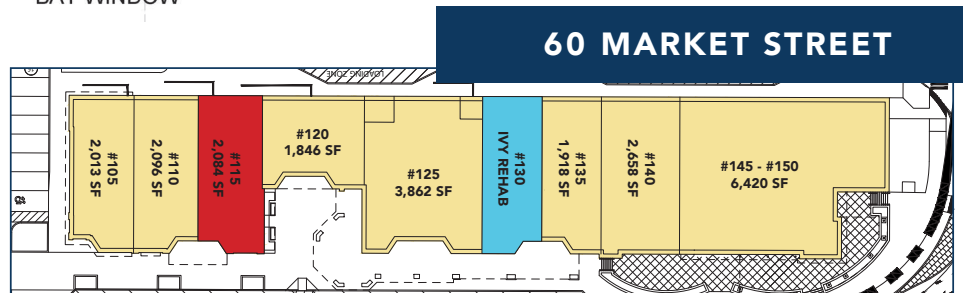 BAY WINDOW
60 MARKET STREET
LOADING ZONE
#105
2,013 SF
#110
2,096 SF
#115
2,084 SF
#120
1,846 SF
#125
3,862 SF
#130
IVY REHAB
#135
1,918 SF
#140
2,658 SF
#145 - #150
6,420 SF